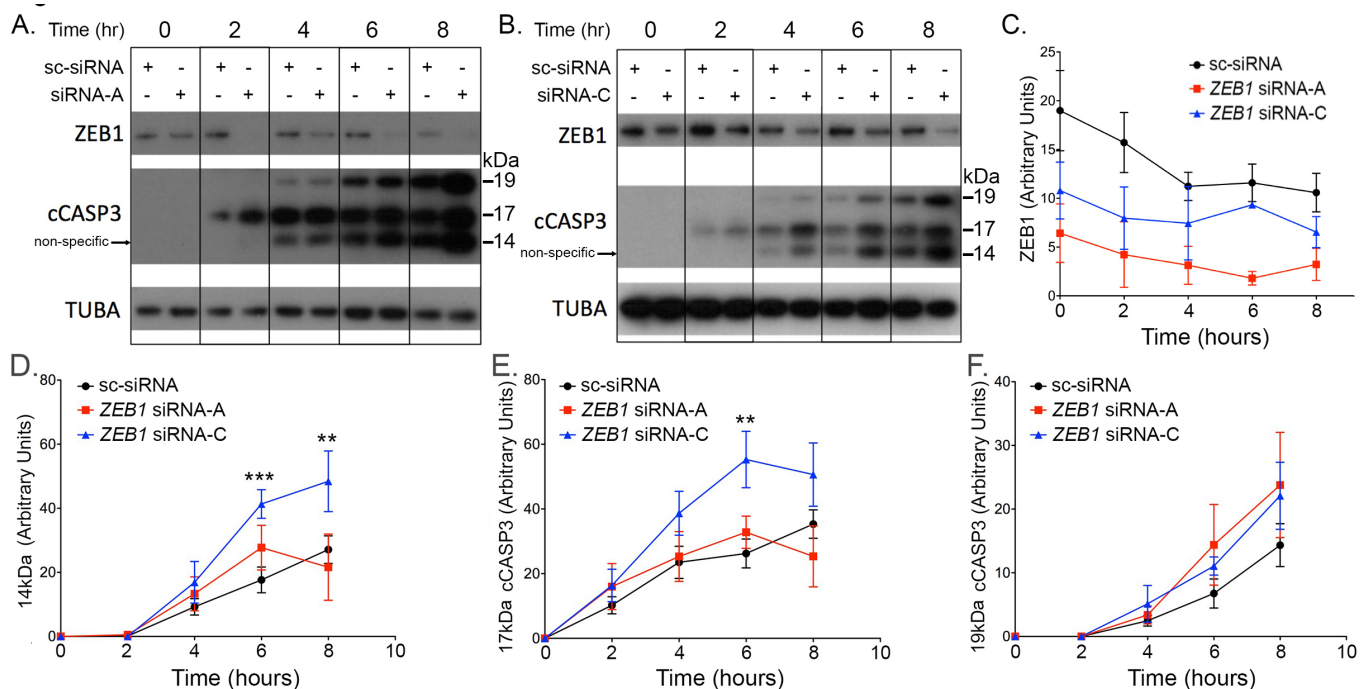 A. Time (hr) 0 2 4 6 8
sc-siRNA + - + - + - + - + -
siRNA-A - + - + - + - + - +
ZEB1
kDa
19
cCASP3
17
non-specific
14
TUBA
B. Time (hr) 0 2 4 6 8
sc-siRNA + - + - + - + - + -
siRNA-C - + - + - + - + - +
ZEB1
kDa
19
cCASP3
17
non-specific
14
TUBA
C.
25
20
15
10
5
0
ZEB1 (Arbitrary Units)
sc-siRNA
ZEB1 siRNA-A
ZEB1 siRNA-C
0 2 4 6 8
Time (hours)
D.
80
60
40
20
0
14kDa (Arbitrary Units)
sc-siRNA
ZEB1 siRNA-A
ZEB1 siRNA-C
***
**
0 2 4 6 8 10
Time (hours)
E.
80
60
40
20
0
17kDa cCASP3 (Arbitrary Units)
sc-siRNA
ZEB1 siRNA-A
ZEB1 siRNA-C
**
0 2 4 6 8 10
Time (hours)
F.
40
30
20
10
0
19kDa cCASP3 (Arbitrary Units)
sc-siRNA
ZEB1 siRNA-A
ZEB1 siRNA-C
0 2 4 6 8 10
Time (hours)